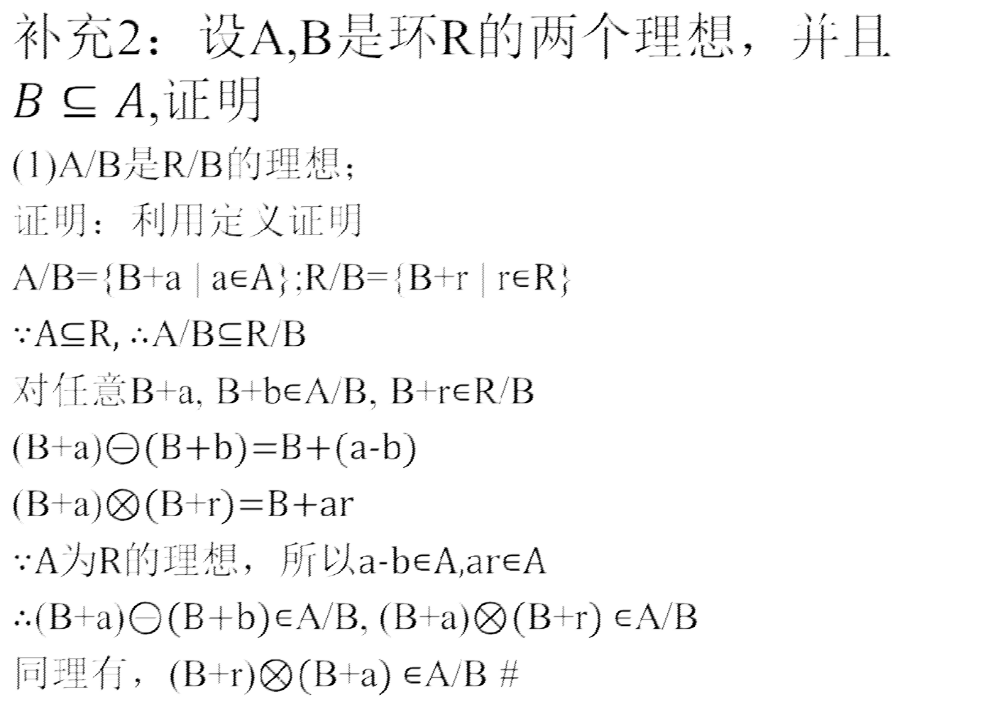 补充2：设A,B是环R的两个理想，并且
B ⊆ A,证明
(1)A/B是R/B的理想；
证明：利用定义证明
A/B={B+a | a∈A};R/B={B+r | r∈R}
∵A⊆R, ∴A/B⊆R/B
对任意B+a, B+b∈A/B, B+r∈R/B
(B+a)⊖(B+b)=B+(a-b)
(B+a)⊗(B+r)=B+ar
∵A为R的理想，所以a-b∈A,ar∈A
∴(B+a)⊖(B+b)∈A/B, (B+a)⊗(B+r) ∈A/B
同理有，(B+r)⊗(B+a) ∈A/B #